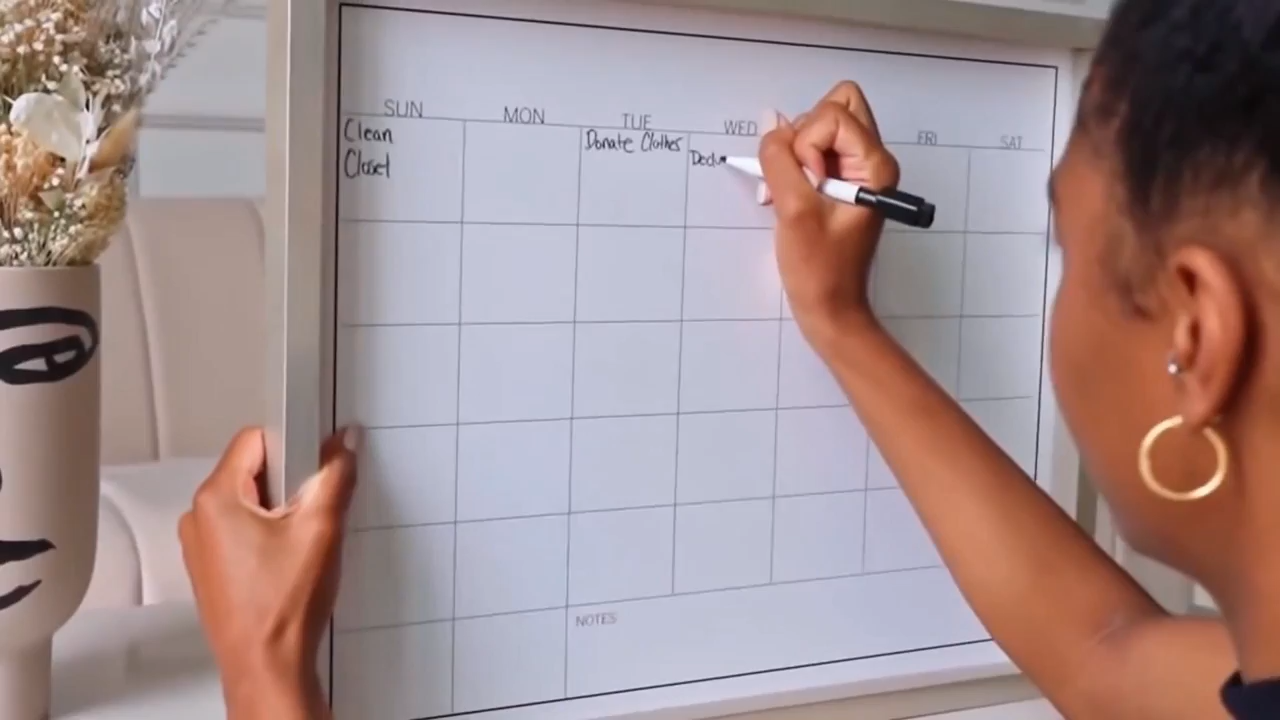 SUN MON TUE WED FRI SAT
Clean
Closet
Donate Clothes
NOTES